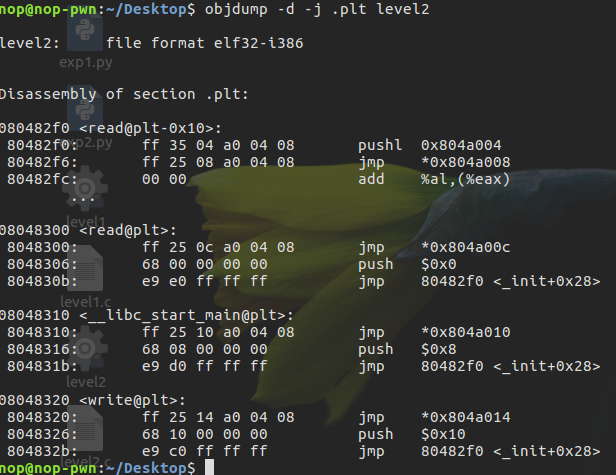 nop@nop-pwn:~/Desktop$ objdump -d -j .plt level2

level2:     file format elf32-i386


Disassembly of section .plt:

080482f0 <read@plt-0x10>:
 80482f0:	ff 35 04 a0 04 08    	pushl  0x804a004
 80482f6:	ff 25 08 a0 04 08    	jmp    *0x804a008
 80482fc:	00 00                	add    %al,(%eax)
	...

08048300 <read@plt>:
 8048300:	ff 25 0c a0 04 08    	jmp    *0x804a00c
 8048306:	68 00 00 00 00       	push   $0x0
 804830b:	e9 e0 ff ff ff       	jmp    80482f0 <_init+0x28>

08048310 <__libc_start_main@plt>:
 8048310:	ff 25 10 a0 04 08    	jmp    *0x804a010
 8048316:	68 08 00 00 00       	push   $0x8
 804831b:	e9 d0 ff ff ff       	jmp    80482f0 <_init+0x28>

08048320 <write@plt>:
 8048320:	ff 25 14 a0 04 08    	jmp    *0x804a014
 8048326:	68 10 00 00 00       	push   $0x10
 804832b:	e9 c0 ff ff ff       	jmp    80482f0 <_init+0x28>
nop@nop-pwn:~/Desktop$
exp1.py
exp2.py
level1
level1.c
level2
level2.c